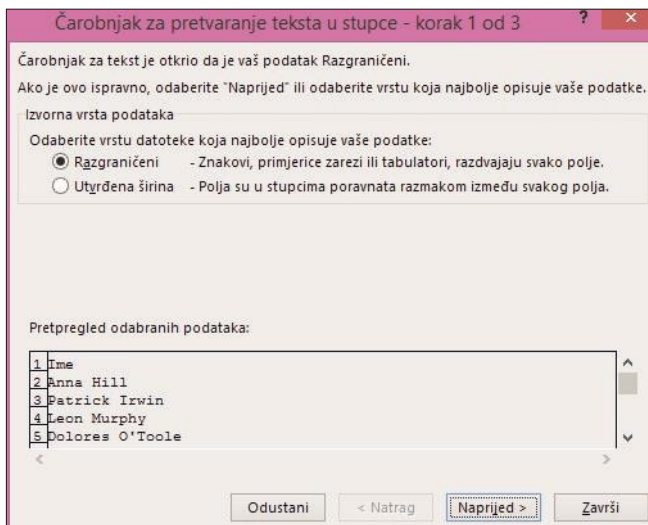 Čarobnjak za pretvaranje teksta u stupce - korak 1 od 3 ? ×
Čarobnjak za tekst je otkrio da je vaš podatak Razgraničeni.
Ako je ovo ispravno, odaberite "Naprijed" ili odaberite vrstu koja najbolje opisuje vaše podatke.
Izvorna vrsta podataka
Odaberite vrstu datoteke koja najbolje opisuje vaše podatke:
Razgraničeni - Znakovi, primjerice zarezi ili tabulatori, razdvajaju svako polje.
Utvrđena širina - Polja su u stupcima poravnata razmakom između svakog polja.
Pretpregled odabranih podataka:
1 Ime
2 Anna Hill
3 Patrick Irwin
4 Leon Murphy
5 Dolores O'Toole
Odustani < Natrag Naprijed > Završi